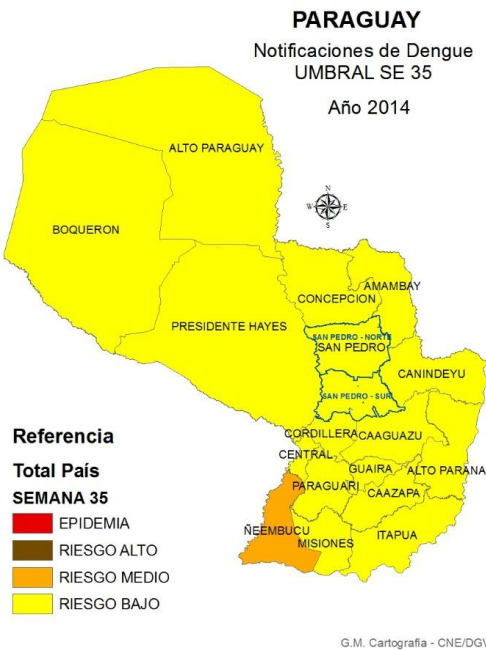 PARAGUAY
Notificaciones de Dengue
UMBRAL SE 35
Año 2014
ALTO PARAGUAY
N
W
E
S
BOQUERON
AMAMBAY
CONCEPCION
PRESIDENTE HAYES
SAN PEDRO - NORTE
SAN PEDRO
CANINDEYU
SAN PEDRO - SUR
CORDILLERA
CAAGUAZU
CENTRAL
GUAIRA
ALTO PARANA
PARAGUARI
CAAZAPA
ÑEEMBUCU
MISIONES
ITAPUA
Referencia
Total País
SEMANA 35
EPIDEMIA
RIESGO ALTO
RIESGO MEDIO
RIESGO BAJO
G.M. Cartografía - CNE/DGV